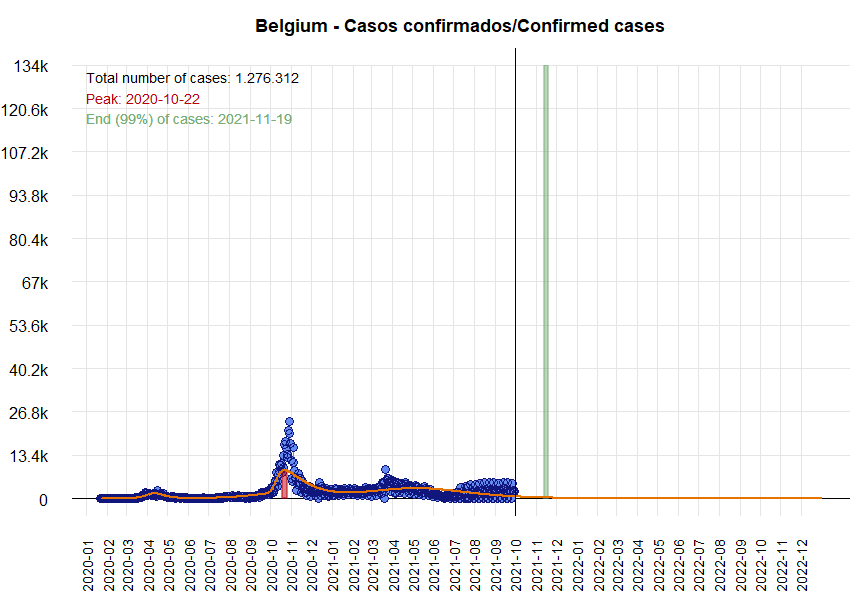 Belgium - Casos confirmados/Confirmed cases
134k
120.6k
107.2k
93.8k
80.4k
67k
53.6k
40.2k
26.8k
13.4k
0
Total number of cases: 1.276.312
Peak: 2020-10-22
End (99%) of cases: 2021-11-19
2020-01
2020-02
2020-03
2020-04
2020-05
2020-06
2020-07
2020-08
2020-09
2020-10
2020-11
2020-12
2021-01
2021-02
2021-03
2021-04
2021-05
2021-06
2021-07
2021-08
2021-09
2021-10
2021-11
2021-12
2022-01
2022-02
2022-03
2022-04
2022-05
2022-06
2022-07
2022-08
2022-09
2022-10
2022-11
2022-12